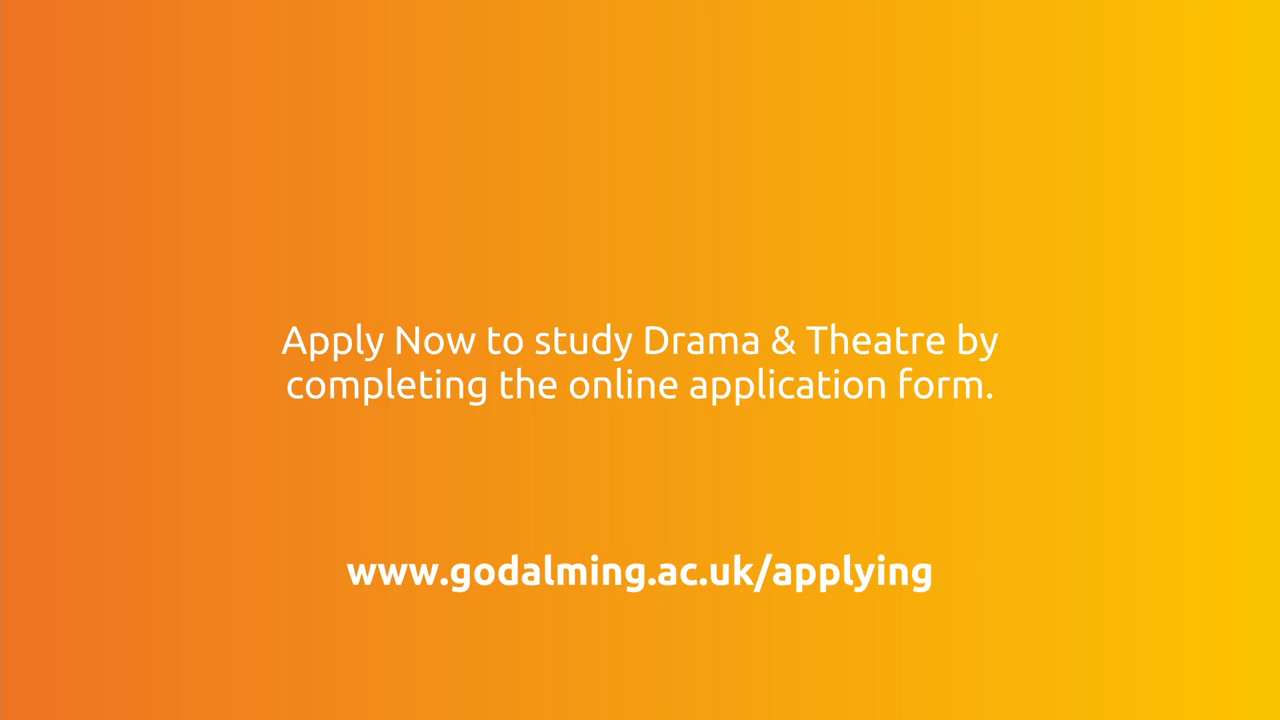 Apply Now to study Drama & Theatre by
completing the online application form.
www.godalming.ac.uk/applying